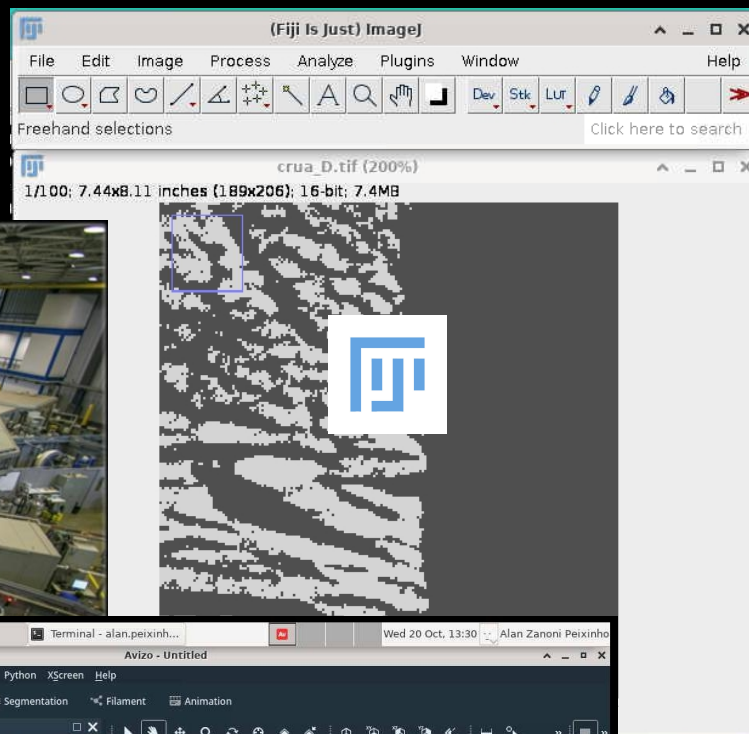 (Fiji Is Just) ImageJ
File Edit Image Process Analyze Plugins Window Help
Dev Stk LUT
Freehand selections Click here to search
crua_D.tif (200%)
1/100; 7.44x8.11 inches (189x206); 16-bit; 7.4MB
Terminal - alan.peixinh... Wed 20 Oct, 13:30 Alan Zanoni Peixinho
Avizo - Untitled
Python XScreen Help
Segmentation Filament Animation